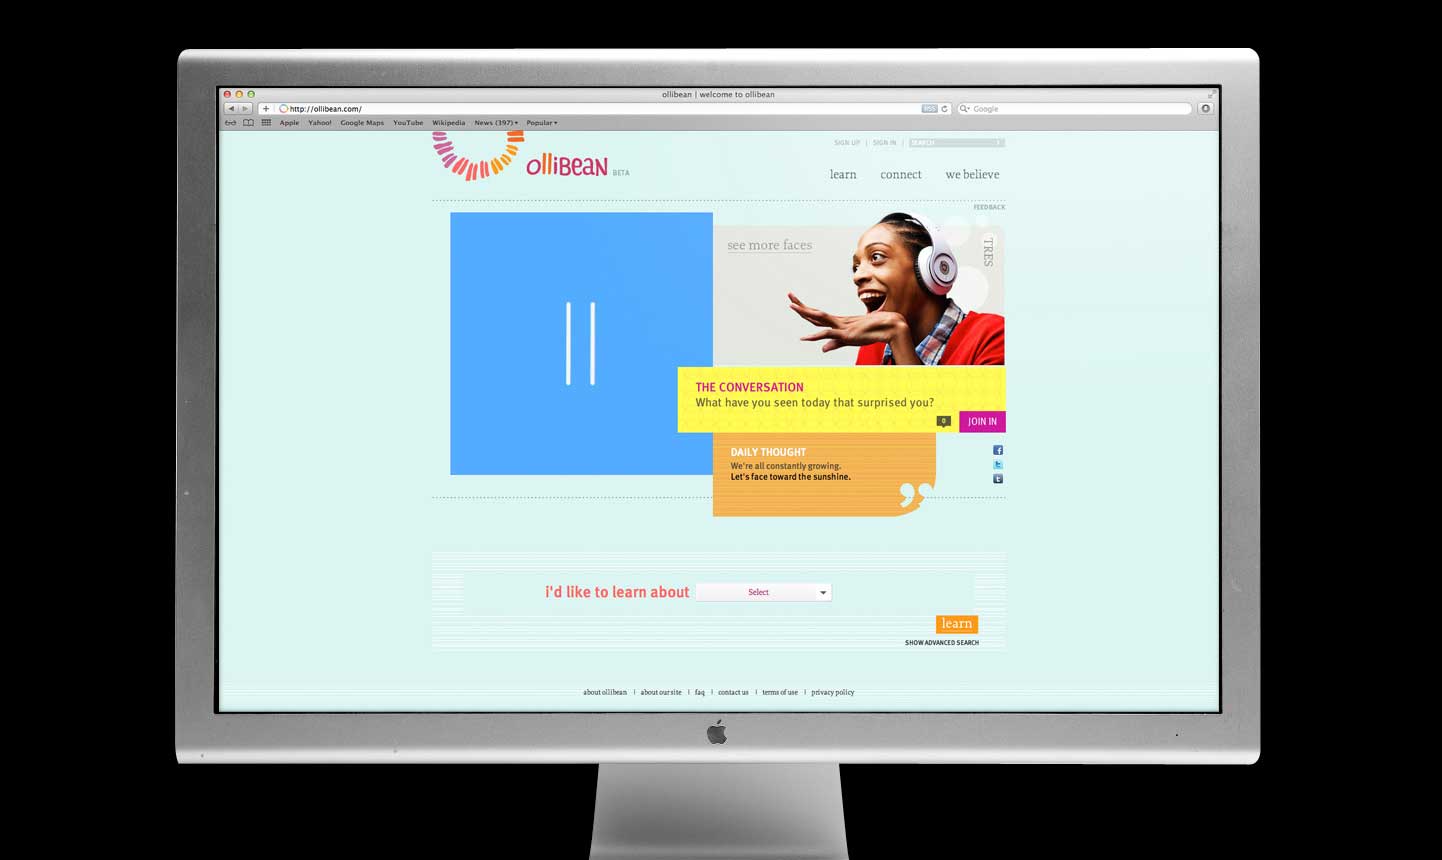 ollibean | welcome to ollibean
http://ollibean.com/
RSS
Google
Apple Yahoo! Google Maps YouTube Wikipedia News (397) Popular
SIGN UP | SIGN IN | SEARCH
OLLIBEAN BETA
learn connect we believe
FEEDBACK
see more faces
TRES
THE CONVERSATION
What have you seen today that surprised you?
0
JOIN IN
DAILY THOUGHT
We're all constantly growing.
Let's face toward the sunshine.
i'd like to learn about Select
learn
SHOW ADVANCED SEARCH
about ollibean | about our site | faq | contact us | terms of use | privacy policy